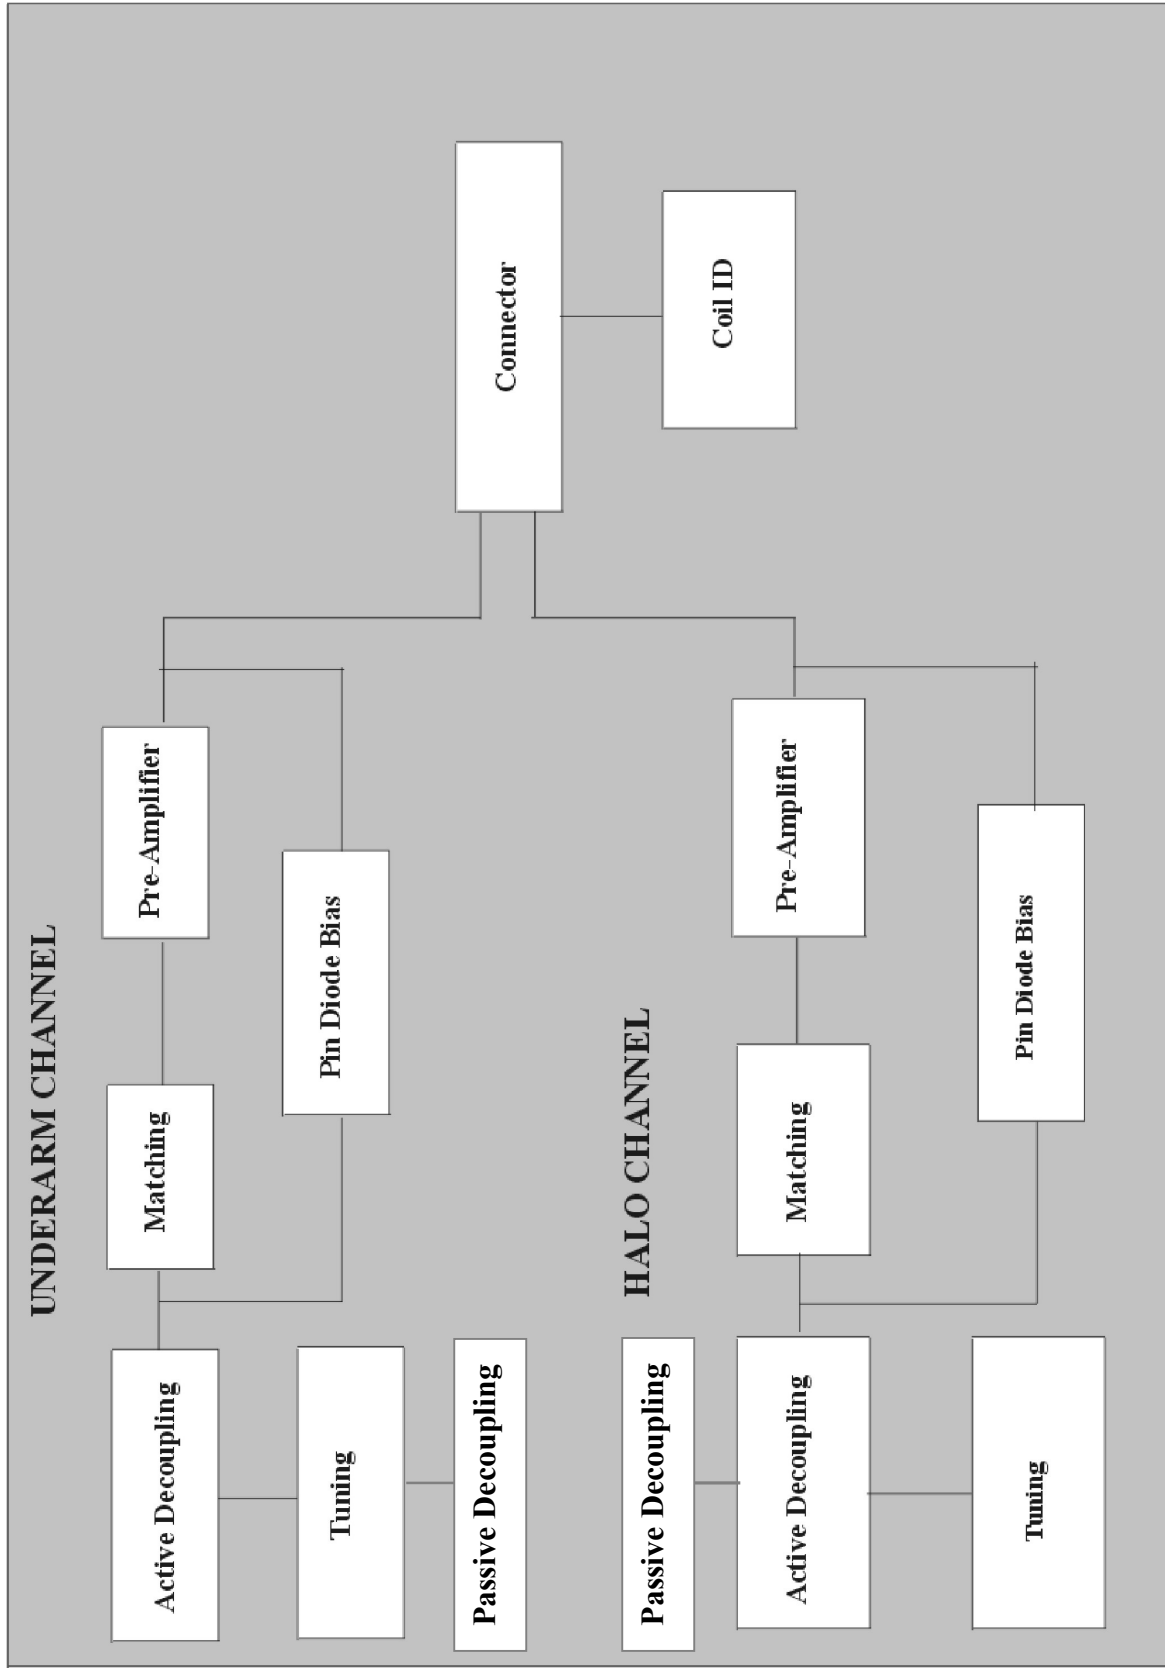 UNDERARM CHANNEL
Active Decoupling
Matching
Pre-Amplifier
Tuning
Pin Diode Bias
Passive Decoupling
Connector
Coil ID
HALO CHANNEL
Passive Decoupling
Active Decoupling
Matching
Pre-Amplifier
Tuning
Pin Diode Bias